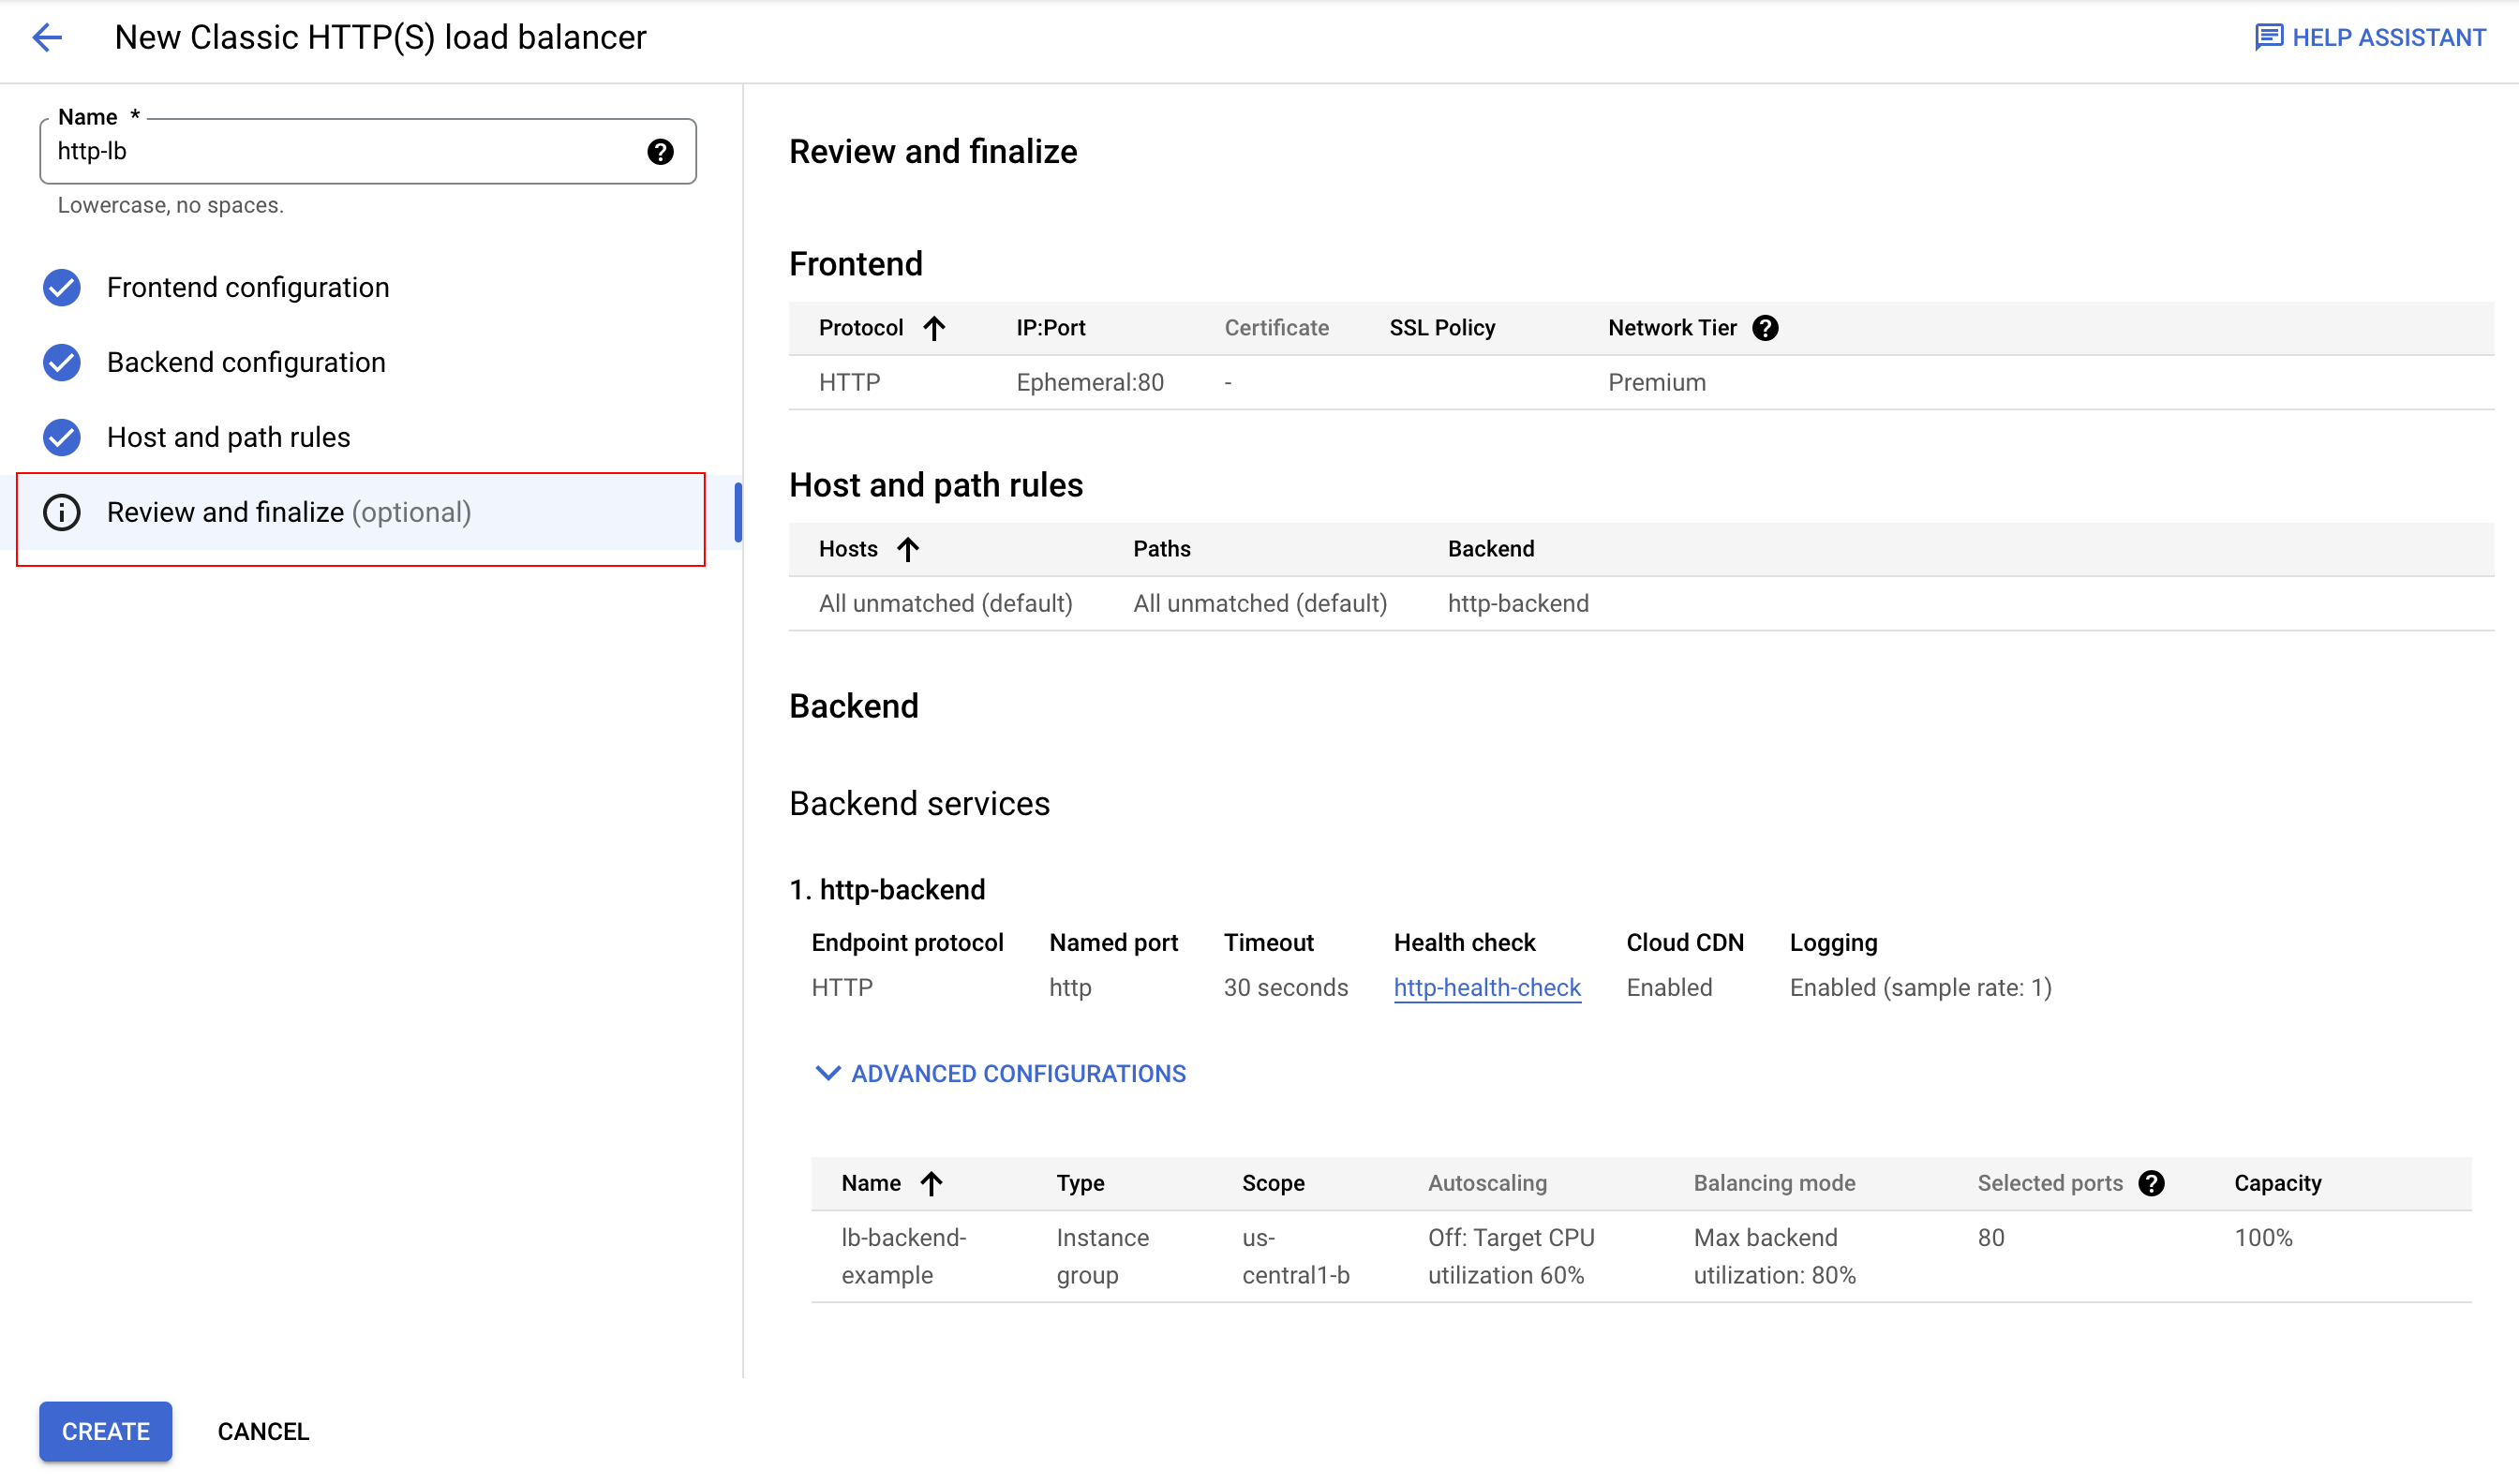 New Classic HTTP(S) load balancer
HELP ASSISTANT
Name *
http-lb
Lowercase, no spaces.
Frontend configuration
Backend configuration
Host and path rules
Review and finalize (optional)
Review and finalize
Frontend
Protocol IP:Port Certificate SSL Policy Network Tier
HTTP Ephemeral:80 - Premium
Host and path rules
Hosts Paths Backend
All unmatched (default) All unmatched (default) http-backend
Backend
Backend services
1. http-backend
Endpoint protocol Named port Timeout Health check Cloud CDN Logging
HTTP http 30 seconds http-health-check Enabled Enabled (sample rate: 1)
ADVANCED CONFIGURATIONS
Name Type Scope Autoscaling Balancing mode Selected ports Capacity
lb-backend- Instance us- Off: Target CPU Max backend 80 100%
example group central1-b utilization 60% utilization: 80%
CREATE CANCEL